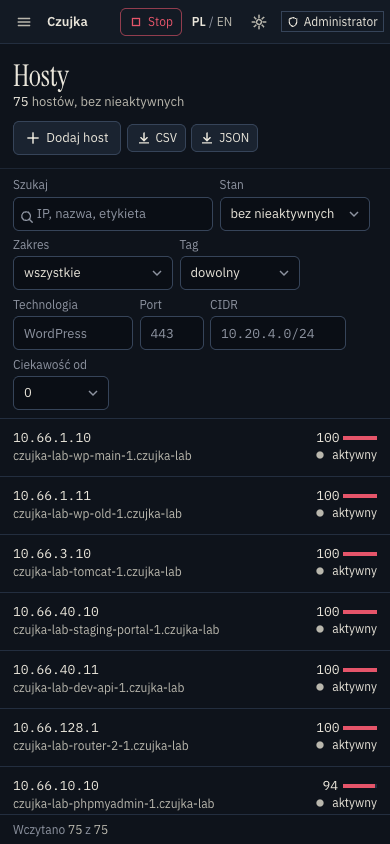 Czujka Stop PL / EN Administrator
Hosty
75 hostów, bez nieaktywnych
Dodaj host CSV JSON
Szukaj Stan
IP, nazwa, etykieta bez nieaktywnych
Zakres Tag
wszystkie dowolny
Technologia Port CIDR
WordPress 443 10.20.4.0/24
Ciekawość od
0
10.66.1.10 100
czujka-lab-wp-main-1.czujka-lab aktywny
10.66.1.11 100
czujka-lab-wp-old-1.czujka-lab aktywny
10.66.3.10 100
czujka-lab-tomcat-1.czujka-lab aktywny
10.66.40.10 100
czujka-lab-staging-portal-1.czujka-lab aktywny
10.66.40.11 100
czujka-lab-dev-api-1.czujka-lab aktywny
10.66.128.1 100
czujka-lab-router-2-1.czujka-lab aktywny
10.66.10.10 94
czujka-lab-phpmyadmin-1.czujka-lab aktywny
Wczytano 75 z 75